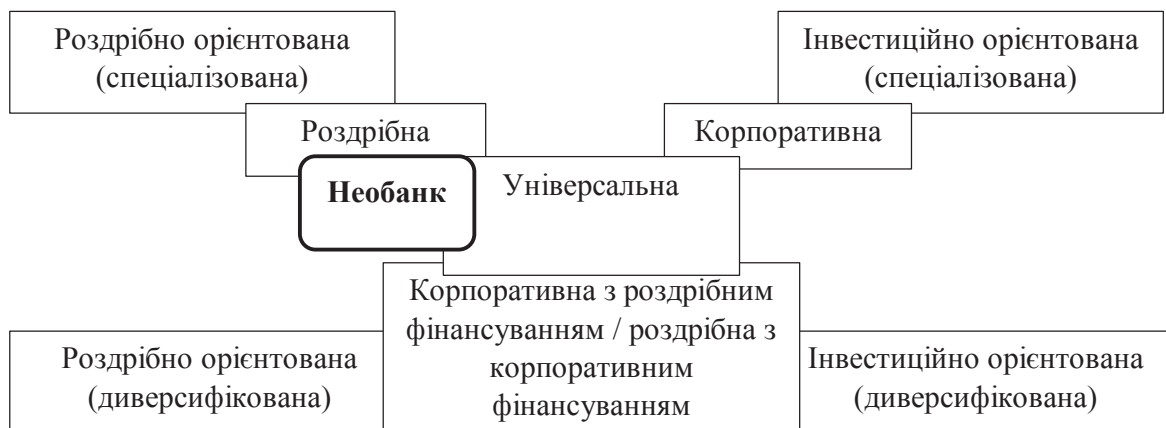 Роздрібно орієнтована
(спеціалізована)
Інвестиційно орієнтована
(спеціалізована)
Роздрібна
Корпоративна
Необанк
Універсальна
Корпоративна з роздрібним
фінансуванням / роздрібна з
корпоративним
фінансуванням
Роздрібно орієнтована
(диверсифікована)
Інвестиційно орієнтована
(диверсифікована)